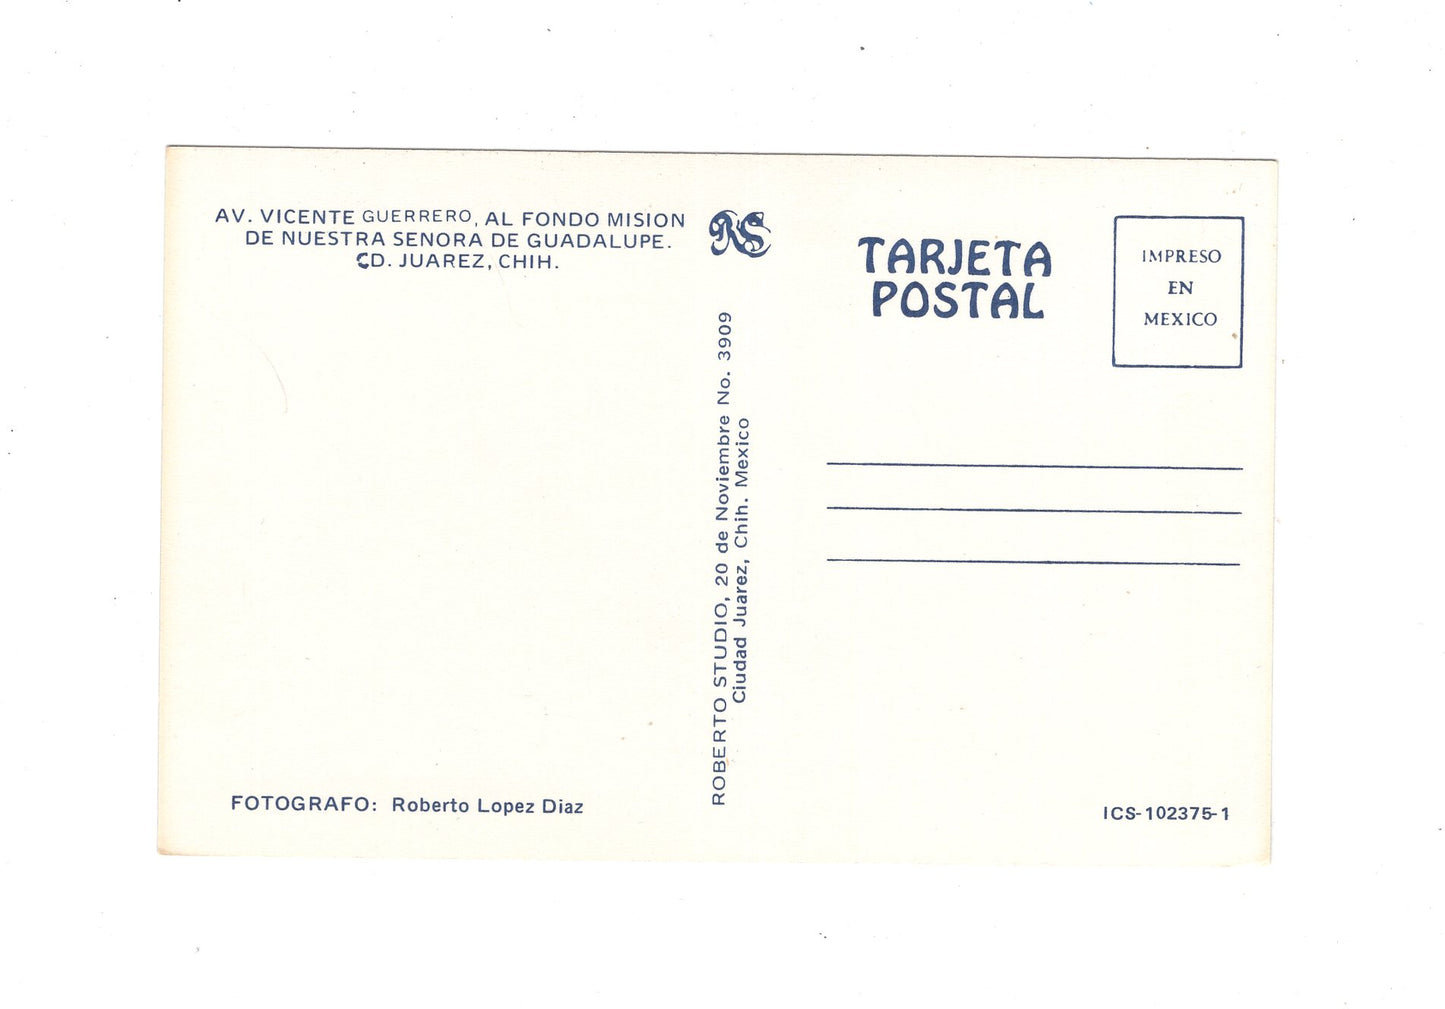 AV. VICENTE GUERRERO, AL FONDO MISION
DE NUESTRA SENORA DE GUADALUPE.
CD. JUAREZ, CHIH.
RS
TARJETA
POSTAL
IMPRESO
EN
MEXICO
ROBERTO STUDIO, 20 de Noviembre No. 3909
Ciudad Juarez, Chih. Mexico
FOTOGRAFO: Roberto Lopez Diaz
ICS-102375-1